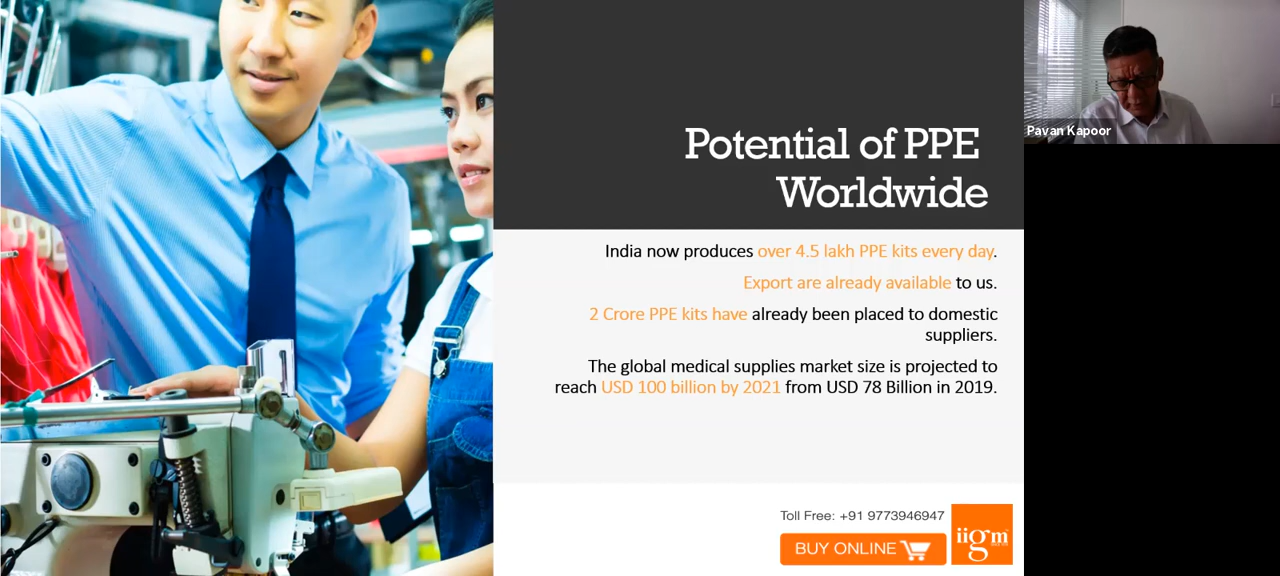 Potential of PPE
Worldwide
India now produces over 4.5 lakh PPE kits every day.
Export are already available to us.
2 Crore PPE kits have already been placed to domestic
suppliers.
The global medical supplies market size is projected to
reach USD 100 billion by 2021 from USD 78 Billion in 2019.
Toll Free: +91 9773946947
BUY ONLINE
iigm
Pavan Kapoor